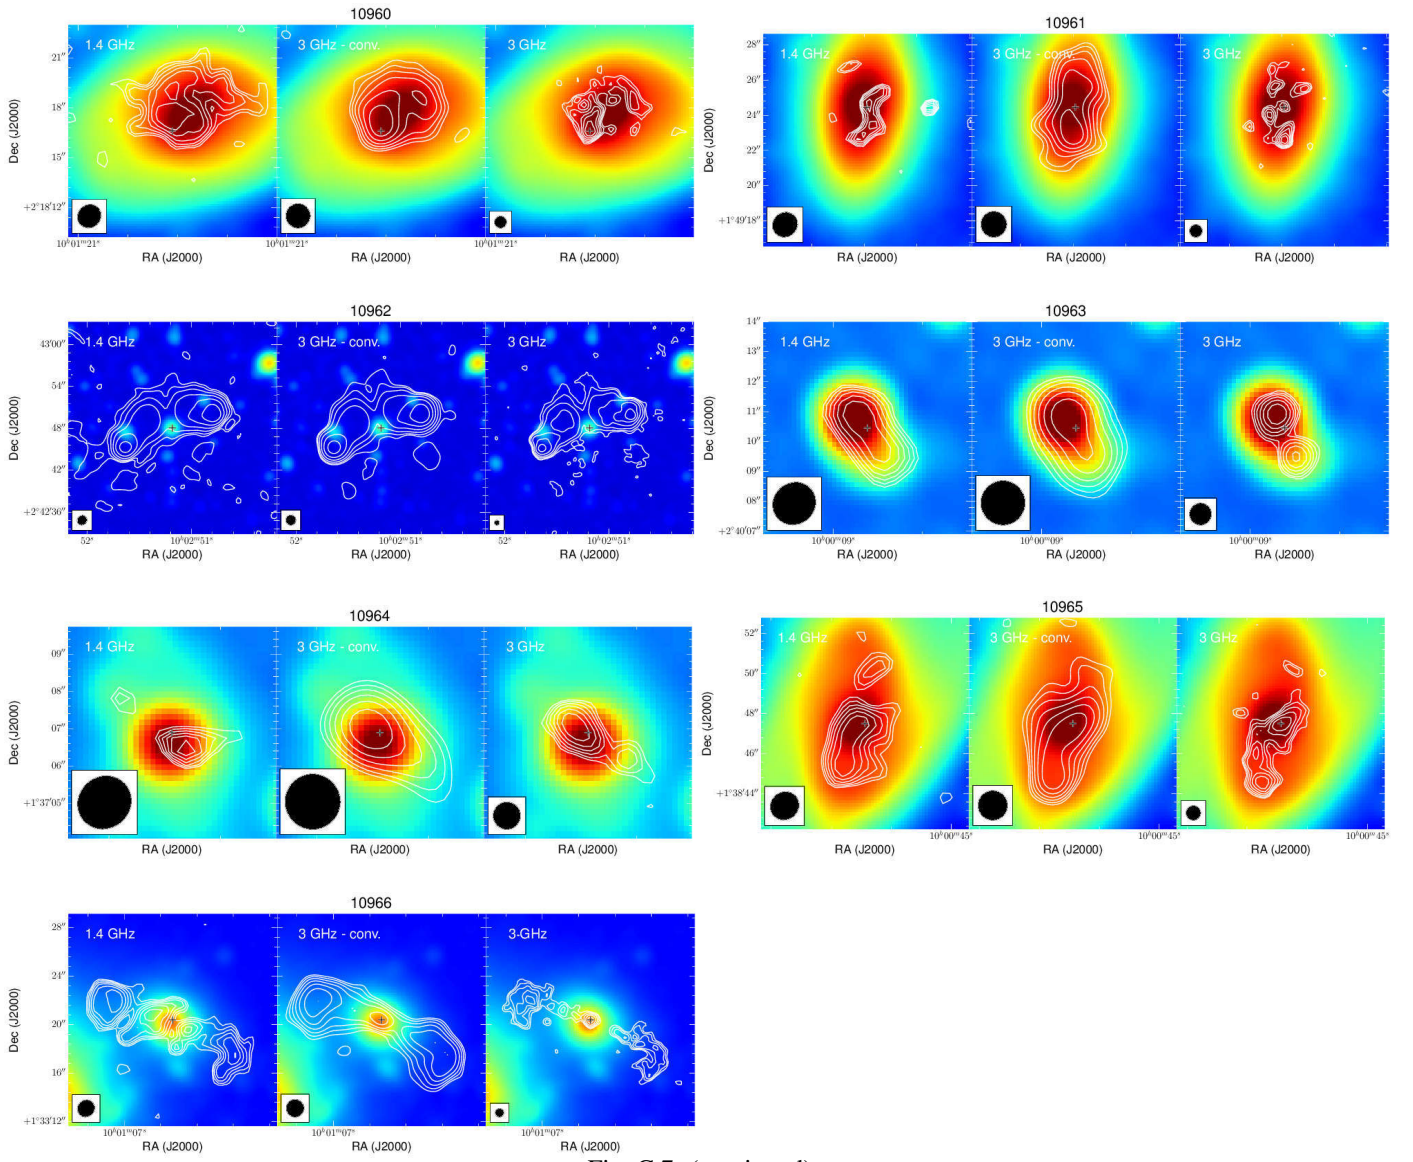 10960
1.4 GHz
3 GHz - conv.
3 GHz
Dec (J2000)
21″
18″
15″
+2°18′12″
10ʰ01ᵐ21ˢ
10ʰ01ᵐ21ˢ
10ʰ01ᵐ21ˢ
RA (J2000)
RA (J2000)
RA (J2000)
10961
1.4 GHz
3 GHz - conv.
3 GHz
Dec (J2000)
28″
26″
24″
22″
20″
+1°49′18″
RA (J2000)
RA (J2000)
RA (J2000)
10962
1.4 GHz
3 GHz - conv.
3 GHz
Dec (J2000)
43′00″
54″
48″
42″
+2°42′36″
52ˢ
10ʰ02ᵐ51ˢ
52ˢ
10ʰ02ᵐ51ˢ
52ˢ
10ʰ02ᵐ51ˢ
RA (J2000)
RA (J2000)
RA (J2000)
10963
1.4 GHz
3 GHz - conv.
3 GHz
Dec (J2000)
14″
13″
12″
11″
10″
09″
08″
+2°40′07″
10ʰ00ᵐ09ˢ
10ʰ00ᵐ09ˢ
10ʰ00ᵐ09ˢ
RA (J2000)
RA (J2000)
RA (J2000)
10964
1.4 GHz
3 GHz - conv.
3 GHz
Dec (J2000)
09″
08″
07″
06″
+1°37′05″
RA (J2000)
RA (J2000)
RA (J2000)
10965
1.4 GHz
3 GHz - conv.
3 GHz
Dec (J2000)
52″
50″
48″
46″
+1°38′44″
10ʰ00ᵐ45ˢ
10ʰ00ᵐ45ˢ
10ʰ00ᵐ45ˢ
RA (J2000)
RA (J2000)
RA (J2000)
10966
1.4 GHz
3 GHz - conv.
3-GHz
Dec (J2000)
28″
24″
20″
16″
+1°33′12″
10ʰ01ᵐ07ˢ
10ʰ01ᵐ07ˢ
10ʰ01ᵐ07ˢ
RA (J2000)
RA (J2000)
RA (J2000)